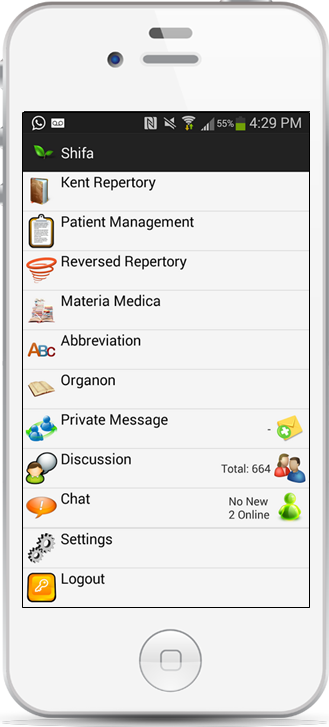 55% 4:29 PM
Shifa
Kent Repertory
Patient Management
Reversed Repertory
Materia Medica
ABC Abbreviation
Organon
Private Message -
Discussion Total: 664
Chat No New
2 Online
Settings
Logout